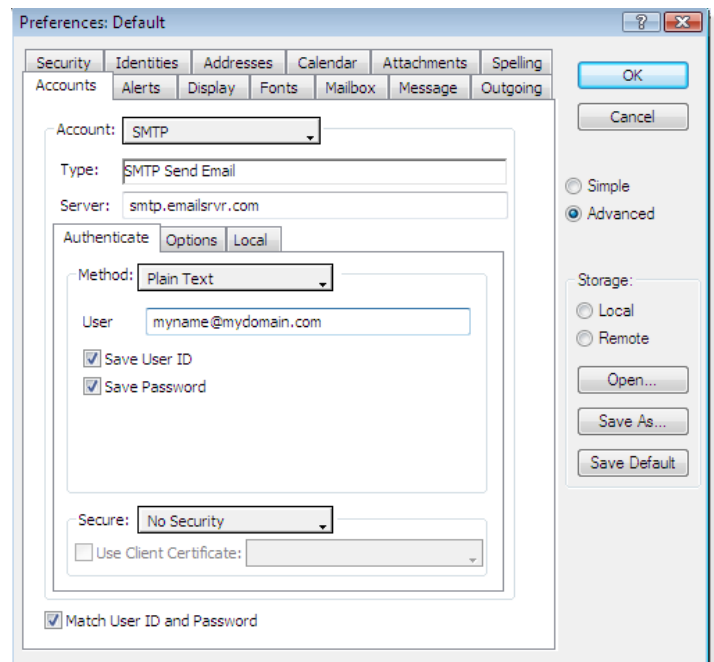 Preferences: Default
Security Identities Addresses Calendar Attachments Spelling
Accounts Alerts Display Fonts Mailbox Message Outgoing
OK
Cancel
Account: SMTP
Type: SMTP Send Email
Simple
Server: smtp.emailsrvr.com
Advanced
Authenticate Options Local
Method: Plain Text
Storage:
Local
User myname@mydomain.com
Remote
Save User ID
Open...
Save Password
Save As...
Save Default
Secure: No Security
Use Client Certificate:
Match User ID and Password